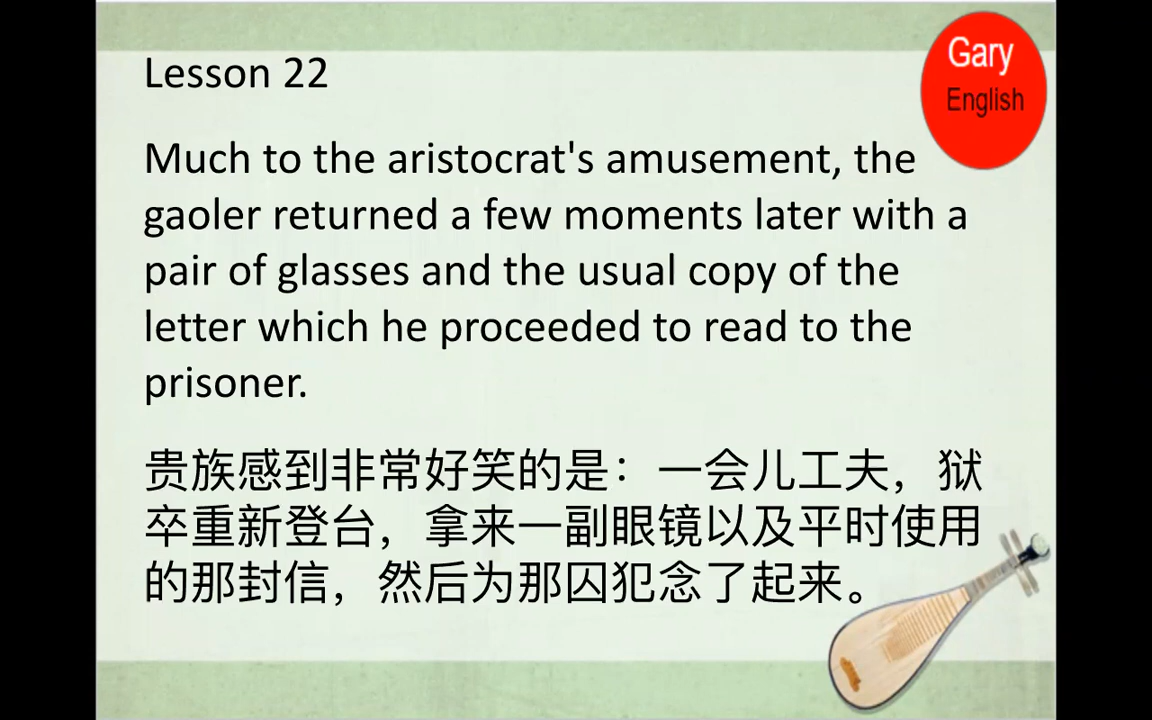 Lesson 22
Gary
English
Much to the aristocrat's amusement, the
gaoler returned a few moments later with a
pair of glasses and the usual copy of the
letter which he proceeded to read to the
prisoner.
贵族感到非常好笑的是：一会儿工夫，狱
卒重新登台，拿来一副眼镜以及平时使用
的那封信，然后为那囚犯念了起来。